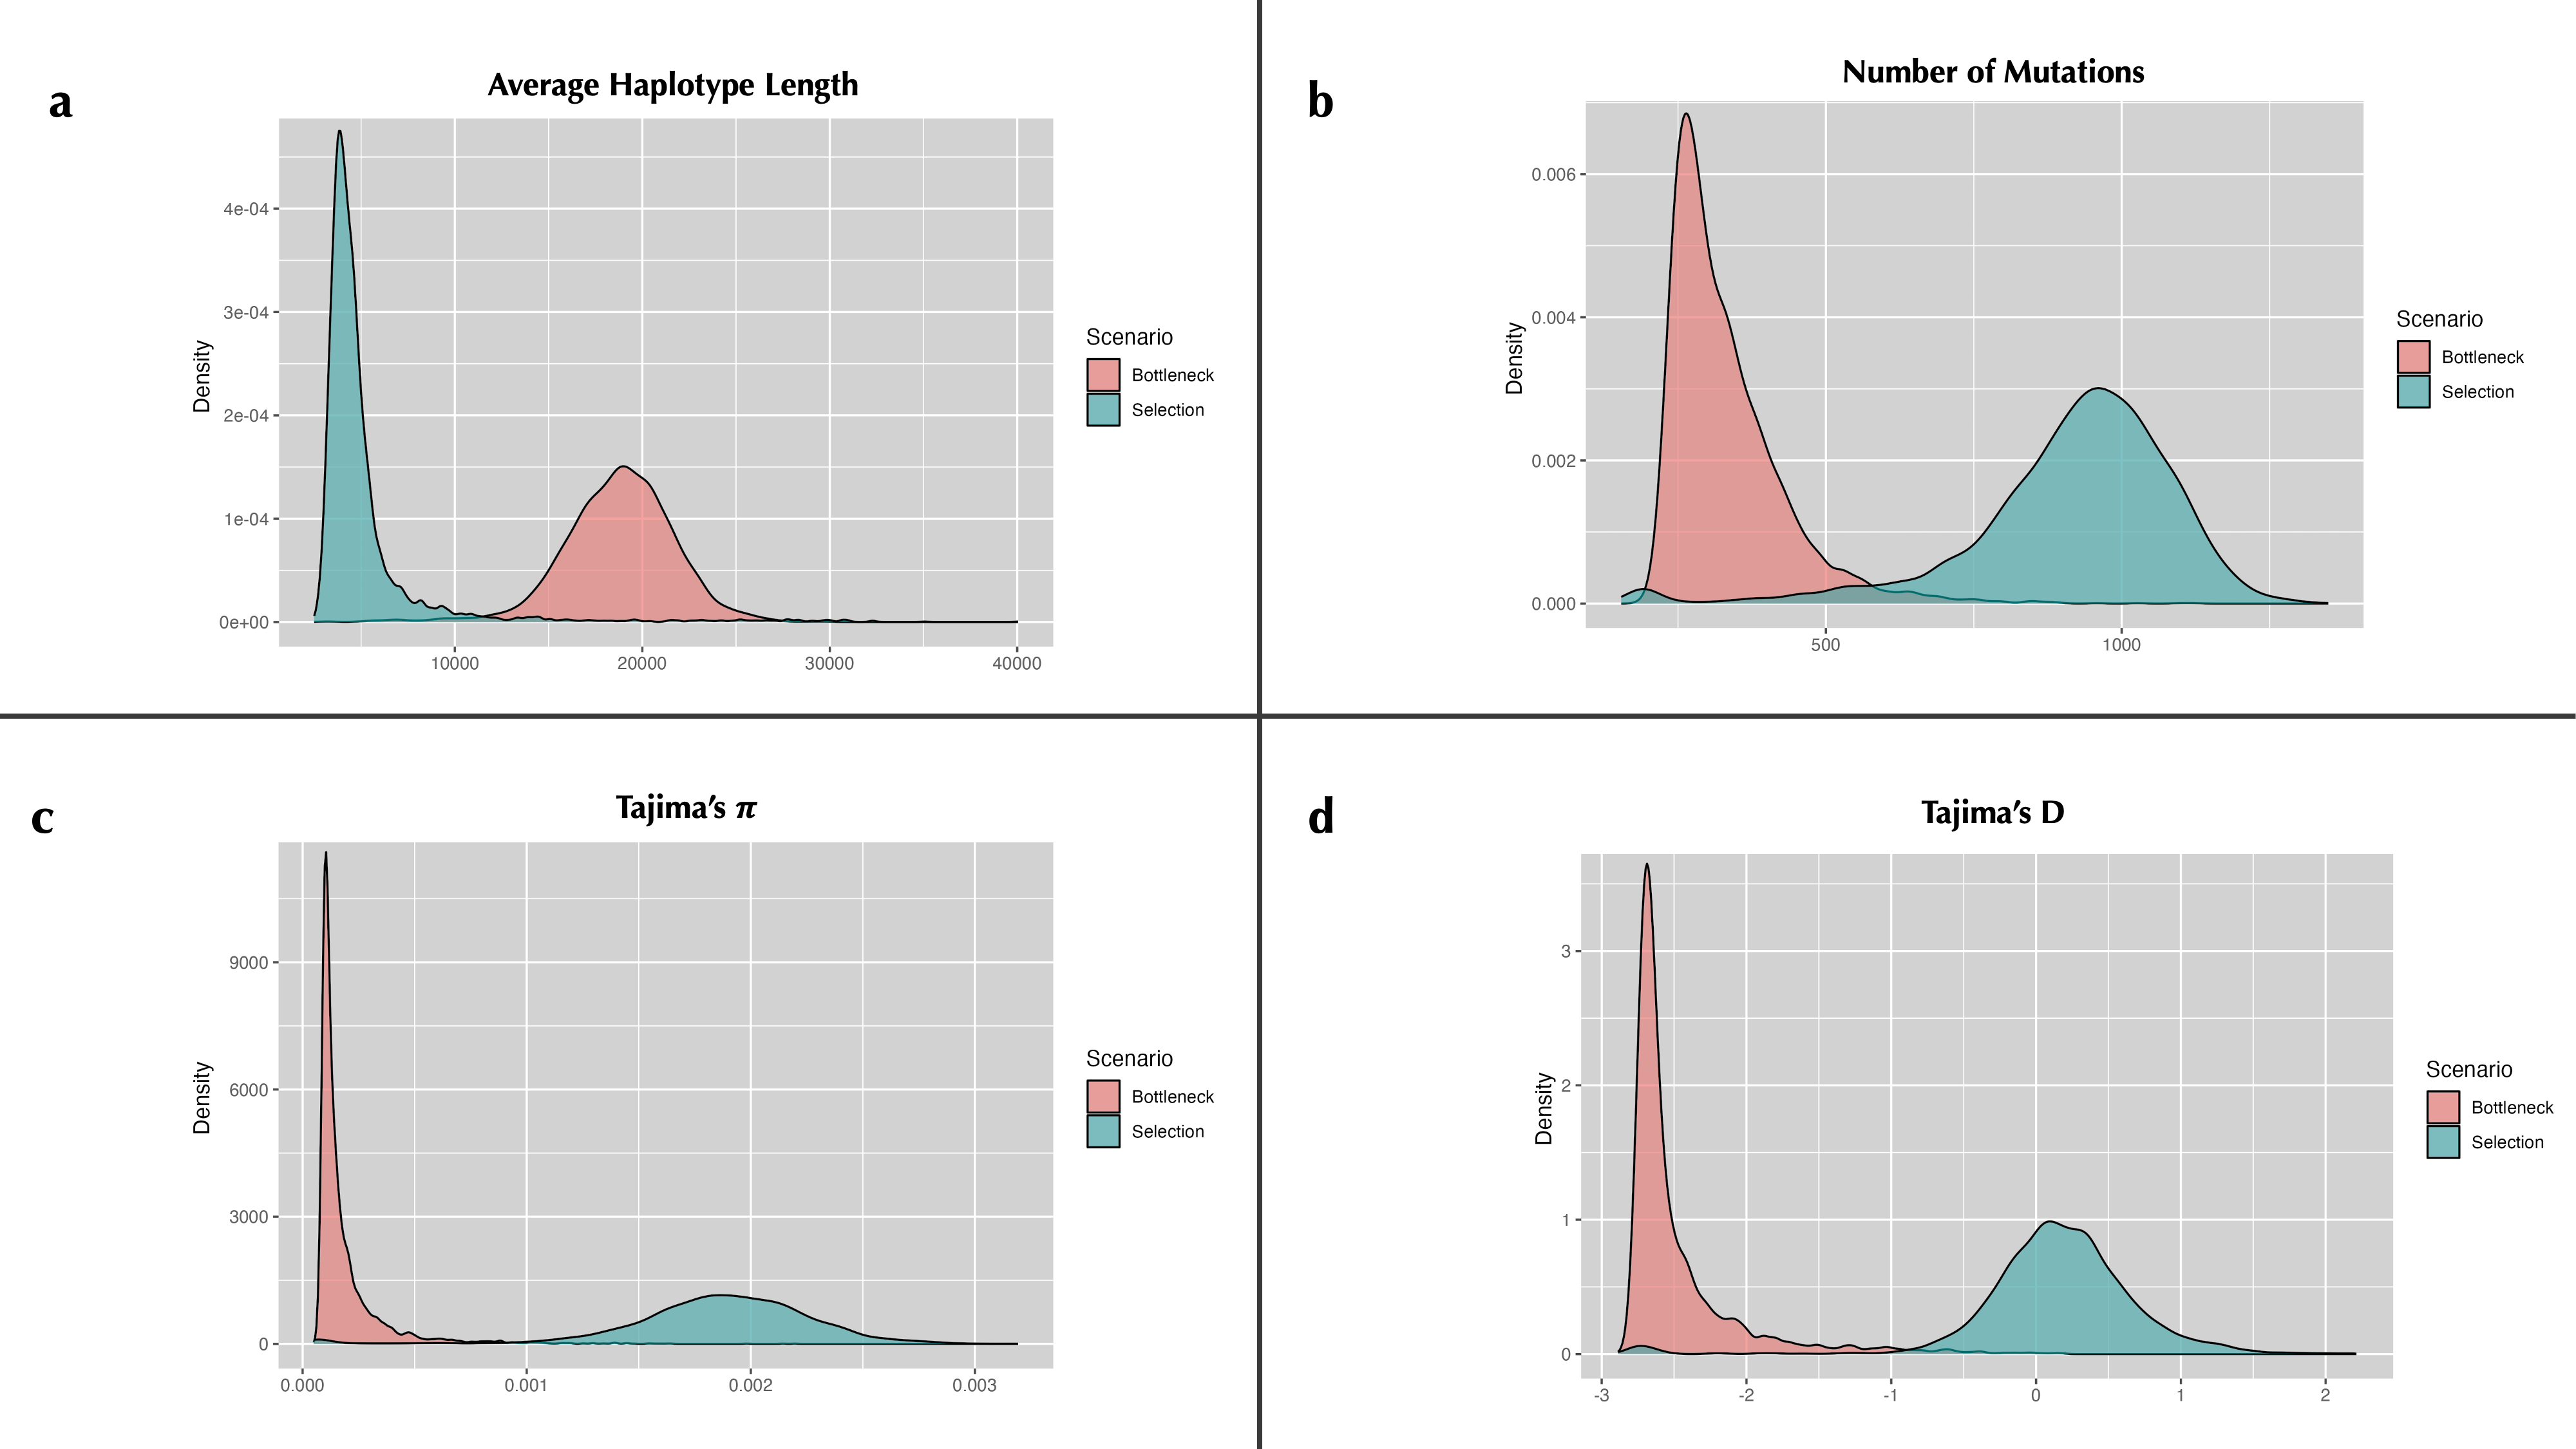 a
Average Haplotype Length
Density
4e-04
3e-04
2e-04
1e-04
0e+00
10000 20000 30000 40000
Scenario
Bottleneck
Selection
b
Number of Mutations
Density
0.006
0.004
0.002
0.000
500 1000
Scenario
Bottleneck
Selection
c
Tajima's π
Density
9000
6000
3000
0
0.000 0.001 0.002 0.003
Scenario
Bottleneck
Selection
d
Tajima's D
Density
3
2
1
0
-3 -2 -1 0 1 2
Scenario
Bottleneck
Selection